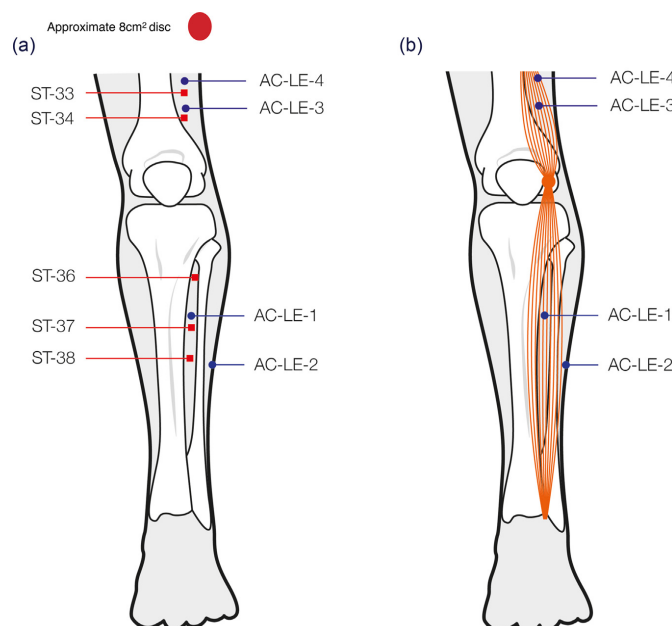 Approximate 8cm² disc
(a)
AC-LE-4
ST-33
AC-LE-3
ST-34
ST-36
AC-LE-1
ST-37
ST-38
AC-LE-2
(b)
AC-LE-4
AC-LE-3
AC-LE-1
AC-LE-2